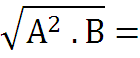 √A² . B =